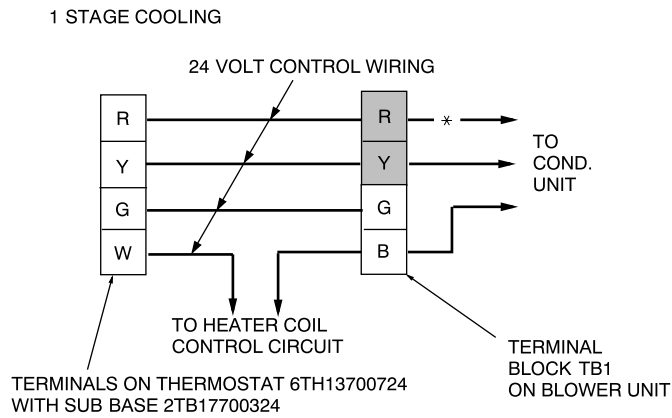 1 STAGE COOLING
24 VOLT CONTROL WIRING
R
R
*
Y
Y
G
G
W
B
TO
COND.
UNIT
TO HEATER COIL
CONTROL CIRCUIT
TERMINAL
BLOCK TB1
ON BLOWER UNIT
TERMINALS ON THERMOSTAT 6TH13700724
WITH SUB BASE 2TB17700324